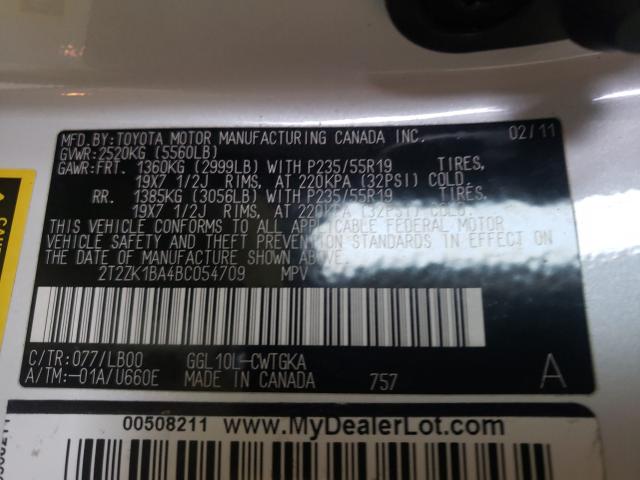 MFD.BY:TOYOTA MOTOR MANUFACTURING CANADA INC. 02/11
GVWR:2520KG (5560LB)
GAWR:FRT. 1360KG (2999LB) WITH P235/55R19 TIRES,
19X7 1/2J RIMS, AT 220KPA (32PSI) COLD.
RR. 1385KG (3056LB) WITH P235/55R19 TIRES,
19X7 1/2J RIMS, AT 220KPA (32PSI) COLD.
THIS VEHICLE CONFORMS TO ALL APPLICABLE FEDERAL MOTOR
VEHICLE SAFETY AND THEFT PREVENTION STANDARDS IN EFFECT ON
THE DATE OF MANUFACTURE SHOWN ABOVE.
2T2ZK1BA4BC054709 MPV
C/TR:077/LB00 GGL10L-CWTGKA
A/TM:-01A/U660E MADE IN CANADA 757 A
00508211 www.MyDealerLot.com